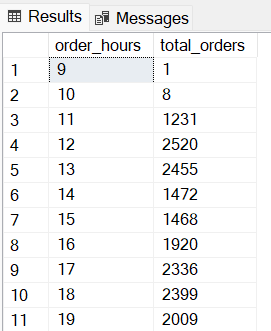 Results Messages
order_hours total_orders
1 9 1
2 10 8
3 11 1231
4 12 2520
5 13 2455
6 14 1472
7 15 1468
8 16 1920
9 17 2336
10 18 2399
11 19 2009